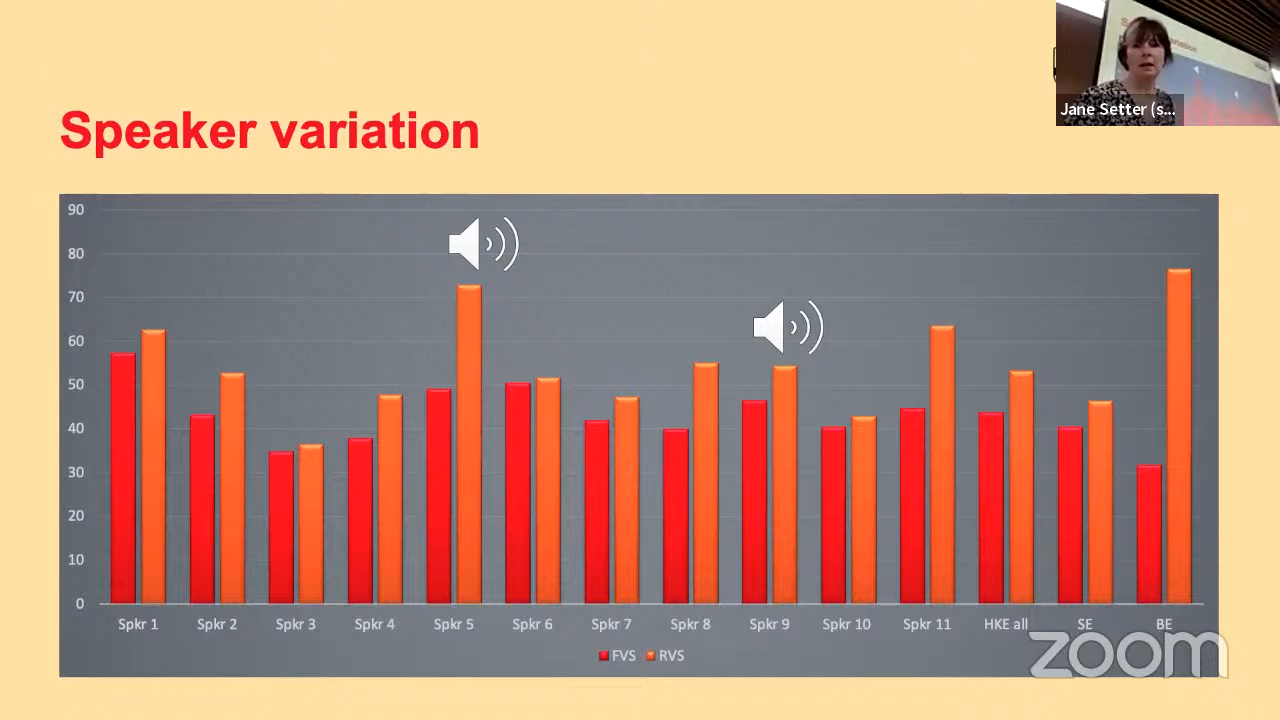 Jane Setter (s...
Speaker variation
90
80
70
60
50
40
30
20
10
0
Spkr 1 Spkr 2 Spkr 3 Spkr 4 Spkr 5 Spkr 6 Spkr 7 Spkr 8 Spkr 9 Spkr 10 Spkr 11 HKE all SE BE
FVS RVS
zoom